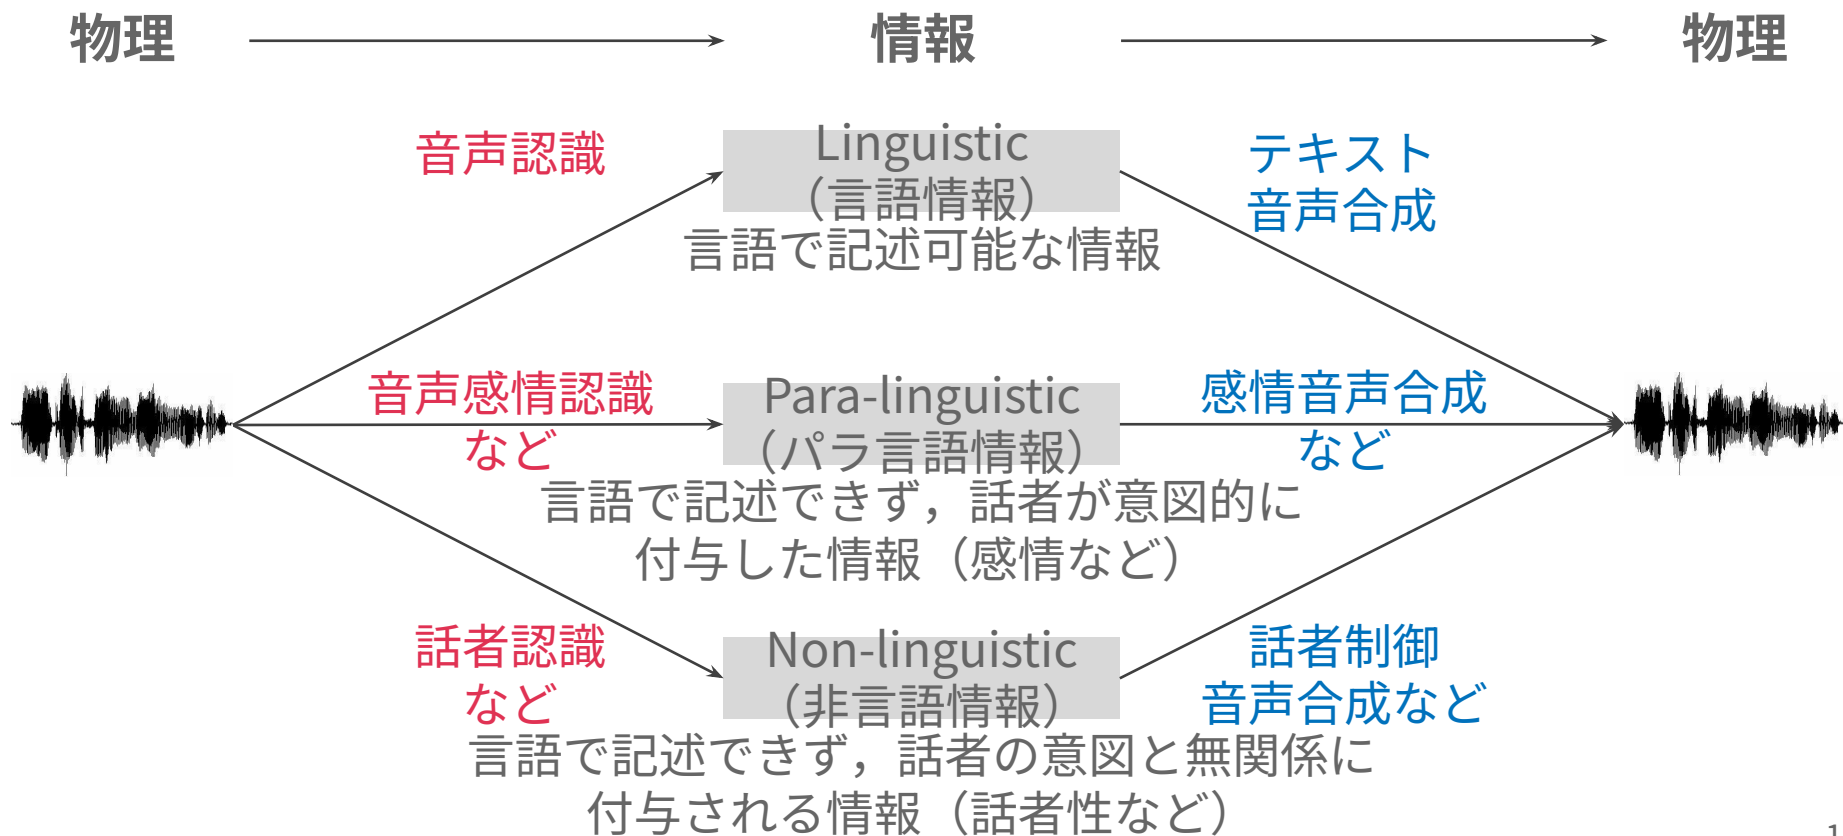 物理
情報
物理
音声認識
Linguistic
（言語情報）
言語で記述可能な情報
テキスト
音声合成
音声感情認識
など
Para-linguistic
（パラ言語情報）
言語で記述できず，話者が意図的に
付与した情報（感情など）
感情音声合成
など
話者認識
など
Non-linguistic
（非言語情報）
言語で記述できず，話者の意図と無関係に
付与される情報（話者性など）
話者制御
音声合成など